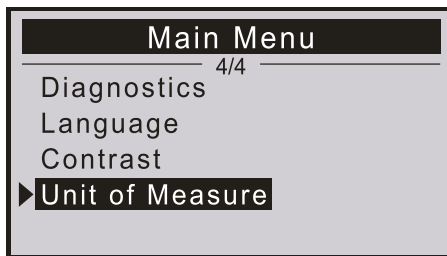 Main Menu
4/4
Diagnostics
Language
Contrast
Unit of Measure